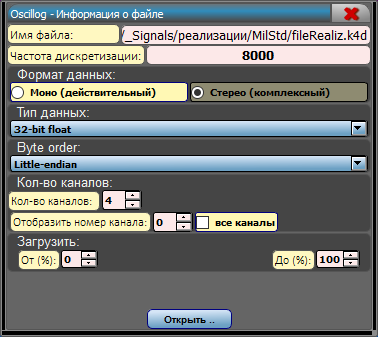 Oscillog - Информация о файле
Имя файла: /_Signals/реализации/MilStd/fileRealiz.k4d
Частота дискретизации: 8000
Формат данных:
Моно (действительный) Стерео (комплексный)
Тип данных:
32-bit float
Byte order:
Little-endian
Кол-во каналов:
Кол-во каналов: 4
Отобразить номер канала: 0 все каналы
Загрузить:
От (%): 0 До (%): 100
Открыть ..